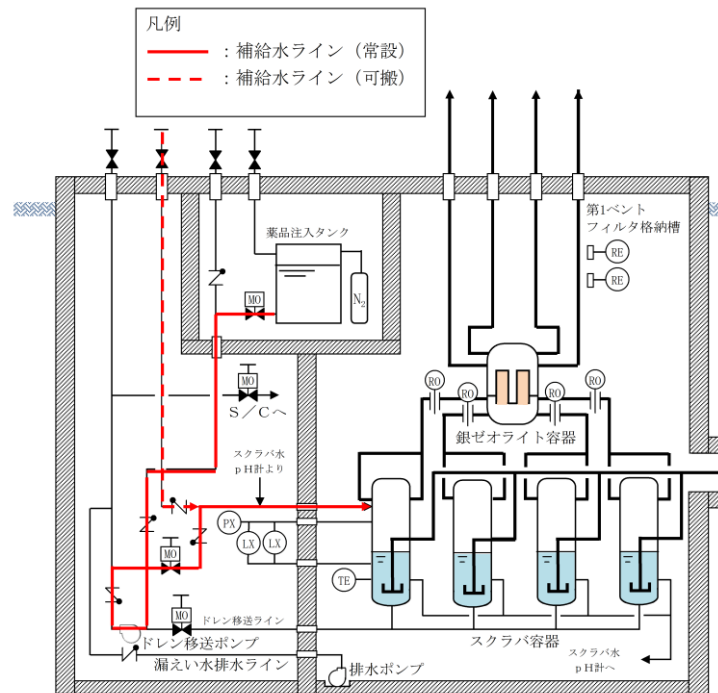 凡例
：補給水ライン（常設）
：補給水ライン（可搬）
第1ベント
フィルタ格納槽
RE
RE
薬品注入タンク
MO
N2
MO
S／Cへ
RO
RO
RO
RO
銀ゼオライト容器
スクラバ水
pH計より
PX
LX
LX
MO
TE
MO
ドレン移送ライン
ドレン移送ポンプ
スクラバ容器
漏えい水排水ライン
排水ポンプ
スクラバ水
pH計へ